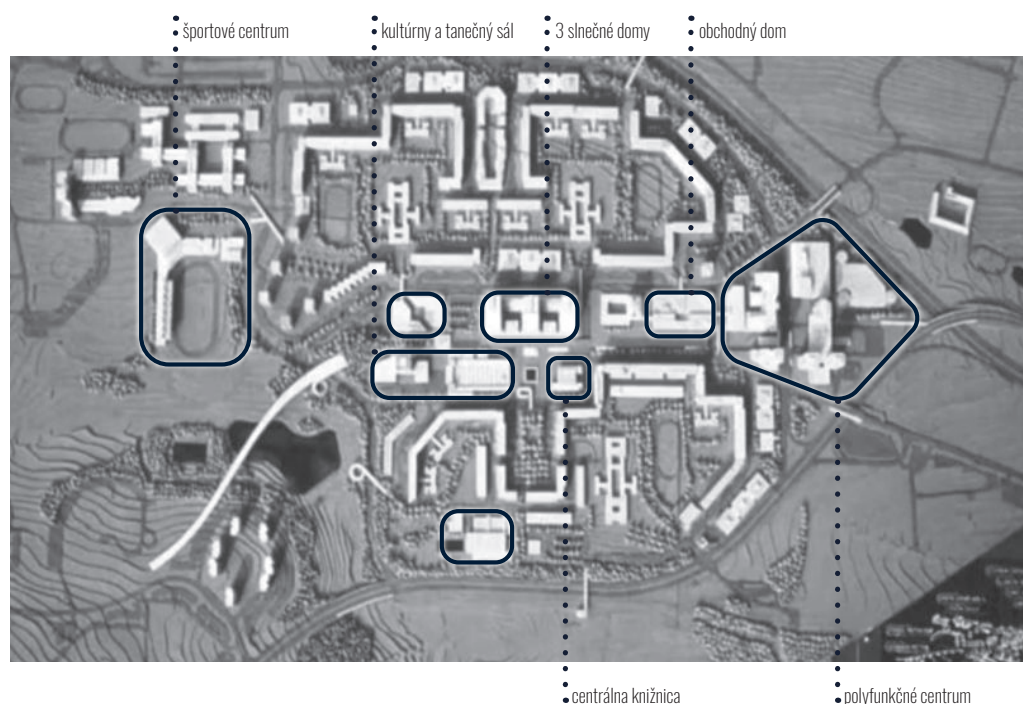 športové centrum
kultúrny a tanečný sál
3 slnečné domy
obchodný dom
centrálna knižnica
polyfunkčné centrum